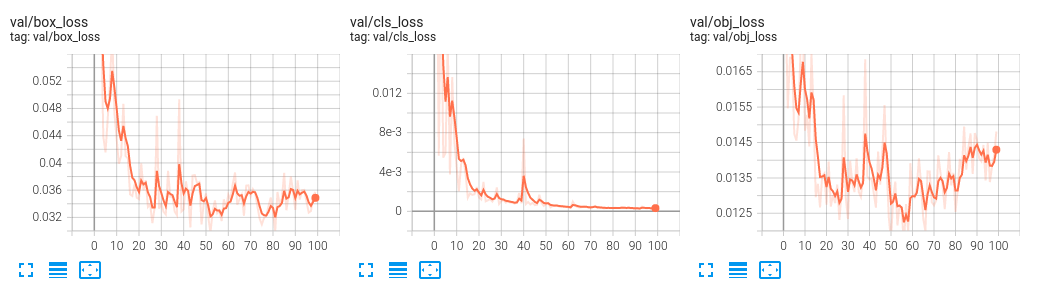 val/box_loss
tag: val/box_loss
0.052
0.048
0.044
0.04
0.036
0.032
0 10 20 30 40 50 60 70 80 90 100
val/cls_loss
tag: val/cls_loss
0.012
8e-3
4e-3
0
0 10 20 30 40 50 60 70 80 90 100
val/obj_loss
tag: val/obj_loss
0.0165
0.0155
0.0145
0.0135
0.0125
0 10 20 30 40 50 60 70 80 90 100